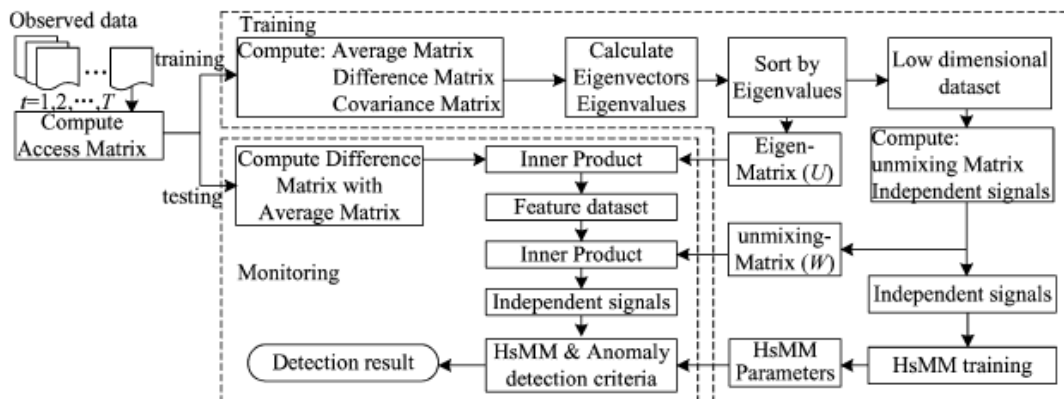 Observed data
t=1,2,⋯,T
Compute
Access Matrix
training
testing
Training
Compute: Average Matrix
Difference Matrix
Covariance Matrix
Calculate
Eigenvectors
Eigenvalues
Sort by
Eigenvalues
Low dimensional
dataset
Eigen-
Matrix (U)
Compute:
unmixing Matrix
Independent signals
Compute Difference
Matrix with
Average Matrix
Inner Product
Feature dataset
Inner Product
unmixing-
Matrix (W)
Monitoring
Independent signals
Independent signals
Detection result
HsMM & Anomaly
detection criteria
HsMM
Parameters
HsMM training